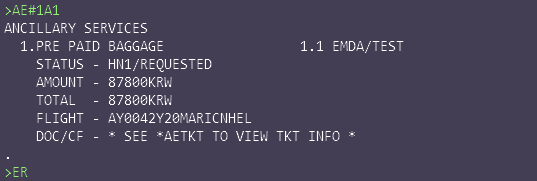 >AE#1A1
ANCILLARY SERVICES
1.PRE PAID BAGGAGE 1.1 EMDA/TEST
STATUS - HN1/REQUESTED
AMOUNT - 87800KRW
TOTAL - 87800KRW
FLIGHT - AY0042Y20MARICNHEL
DOC/CF - * SEE *AETKT TO VIEW TKT INFO *
.
>ER